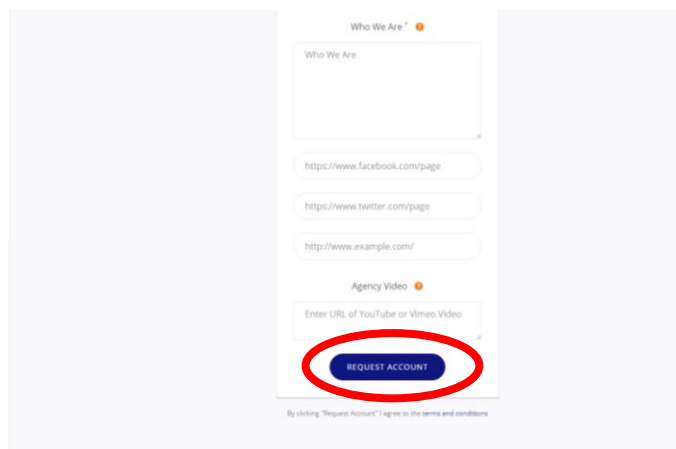 Who We Are *
Who We Are
https://www.facebook.com/page
https://www.twitter.com/page
http://www.example.com/
Agency Video
Enter URL of YouTube or Vimeo Video
REQUEST ACCOUNT
By clicking "Request Account" I agree to the terms and conditions